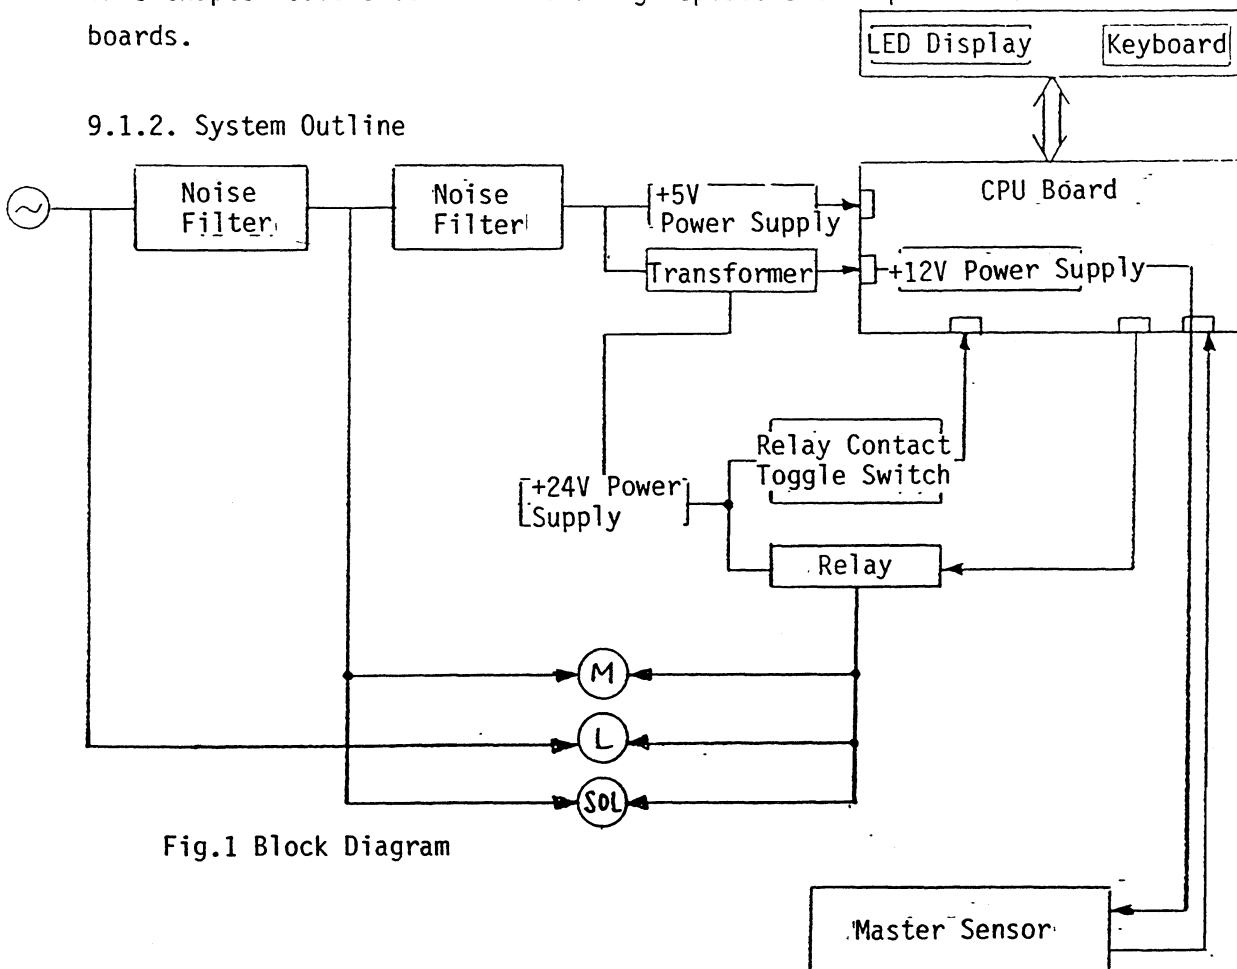 boards.
LED Display
Keyboard
9.1.2. System Outline
Noise
Filter
Noise
Filter
+5V
Power Supply
CPU Board
Transformer
+12V Power Supply
Relay Contact
Toggle Switch
+24V Power
Supply
Relay
M
L
SOL
Fig.1 Block Diagram
Master Sensor